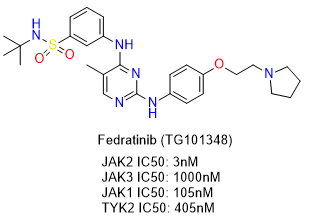 H
N
S
O
O
H
N
N
N
N
H
O
N
Fedratinib (TG101348)
JAK2 IC50: 3nM
JAK3 IC50: 1000nM
JAK1 IC50: 105nM
TYK2 IC50: 405nM